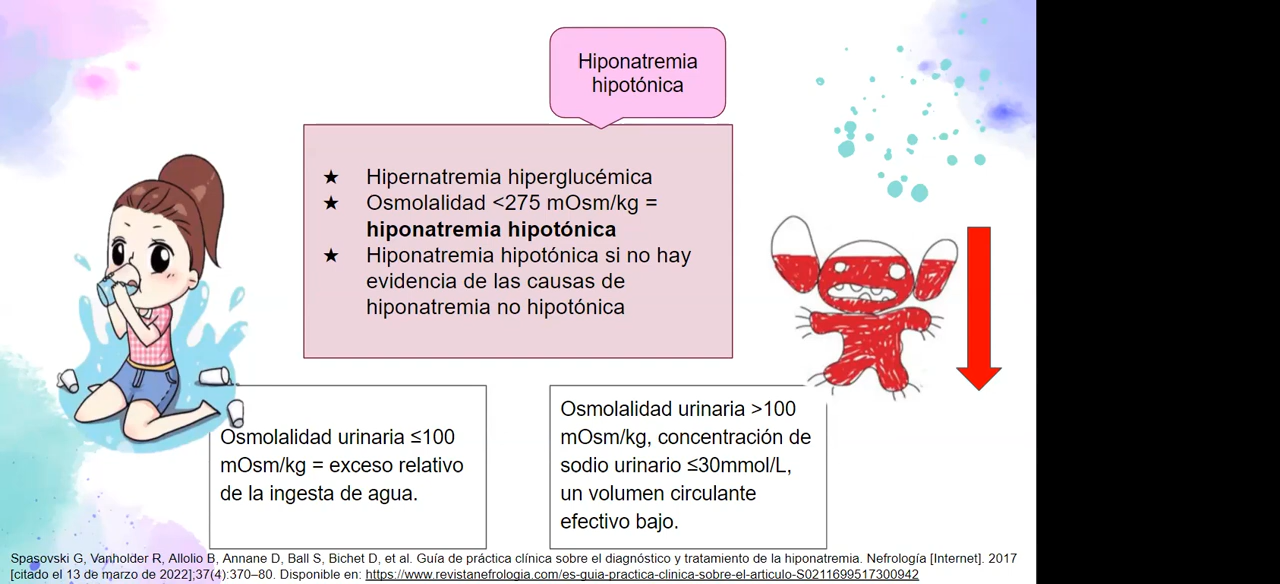 Hiponatremia
hipotónica
★ Hipernatremia hiperglucémica
★ Osmolalidad <275 mOsm/kg =
hiponatremia hipotónica
★ Hiponatremia hipotónica si no hay
evidencia de las causas de
hiponatremia no hipotónica
Osmolalidad urinaria ≤100
mOsm/kg = exceso relativo
de la ingesta de agua.
Osmolalidad urinaria >100
mOsm/kg, concentración de
sodio urinario ≤30mmol/L,
un volumen circulante
efectivo bajo.
Spasovski G, Vanholder R, Allolio B, Annane D, Ball S, Bichet D, et al. Guía de práctica clínica sobre el diagnóstico y tratamiento de la hiponatremia. Nefrología [Internet]. 2017
[citado el 13 de marzo de 2022];37(4):370–80. Disponible en: https://www.revistanefrologia.com/es-guia-practica-clinica-sobre-el-articulo-S0211699517300942